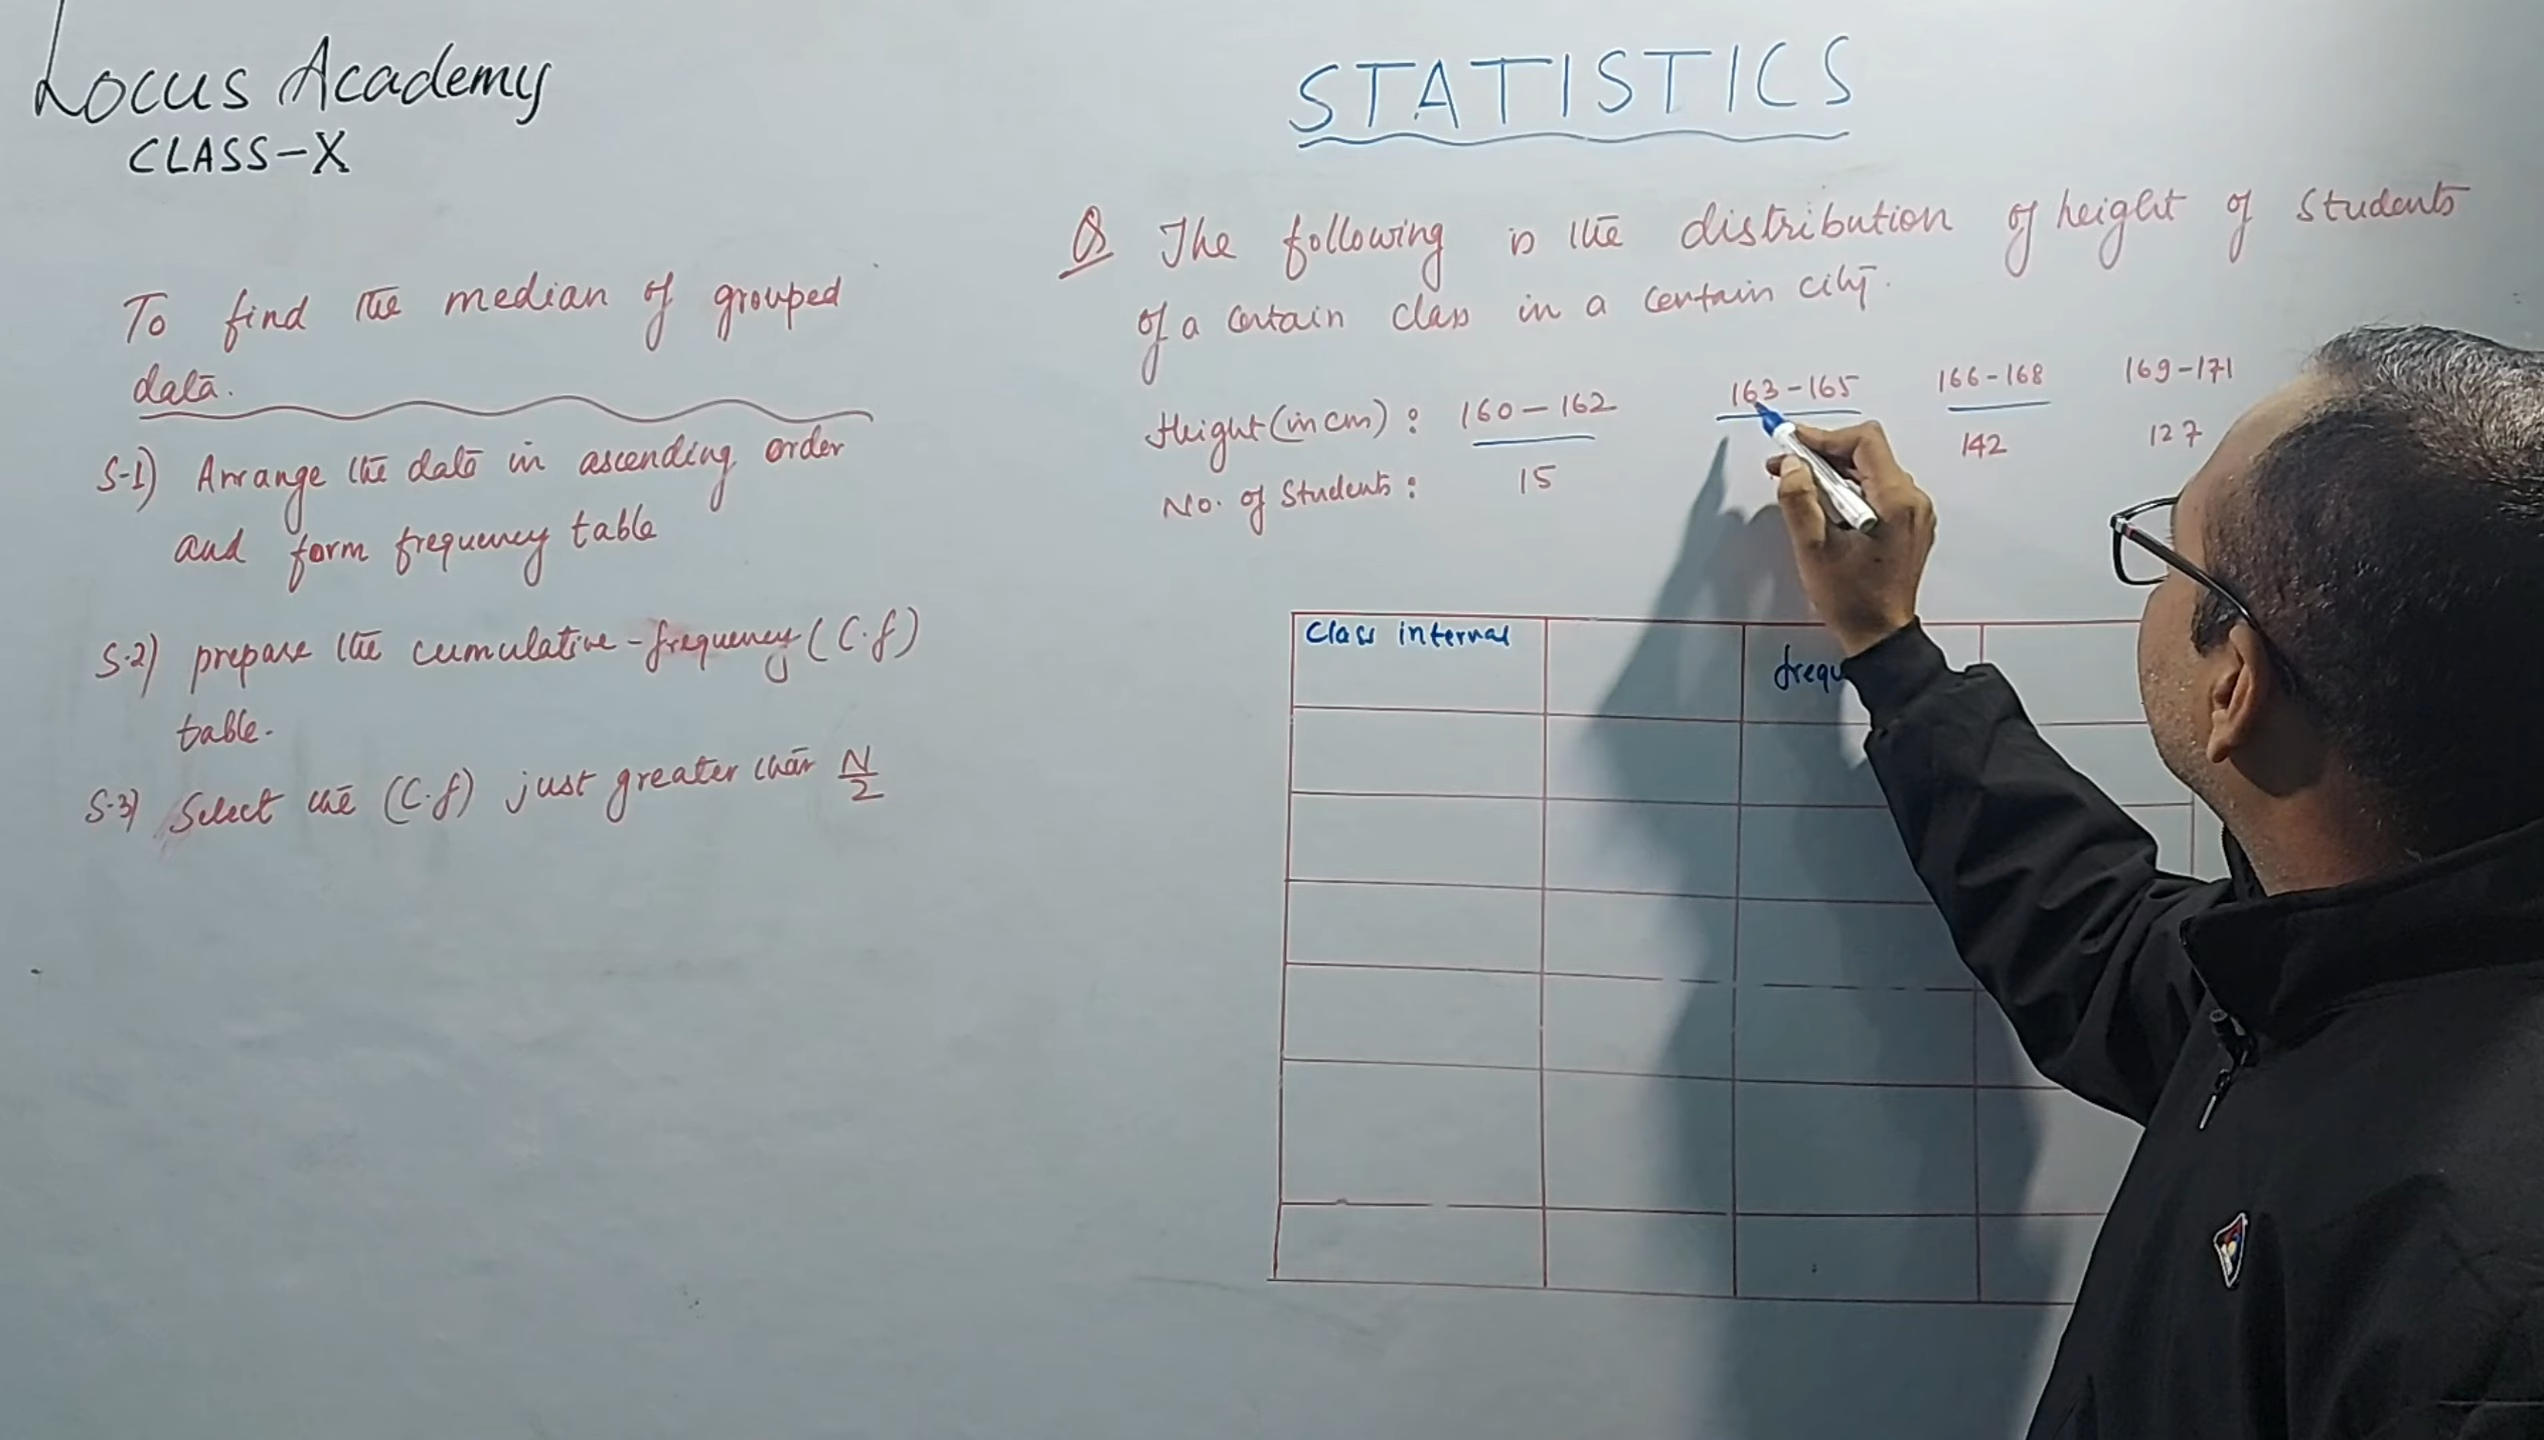 Locus Academy
CLASS-X
To find the median of grouped
data.
S-1) Arrange the data in ascending order
and form frequency table
S-2) prepare the cumulative-frequency (C.f)
table.
S-3) Select the (C.f) just greater than N/2
STATISTICS
Q The following is the distribution of height of students
of a certain class in a certain city.
Height (in cm) : 160-162 163-165 166-168 169-171
No. of Students : 15 142 127
Class interval frequ